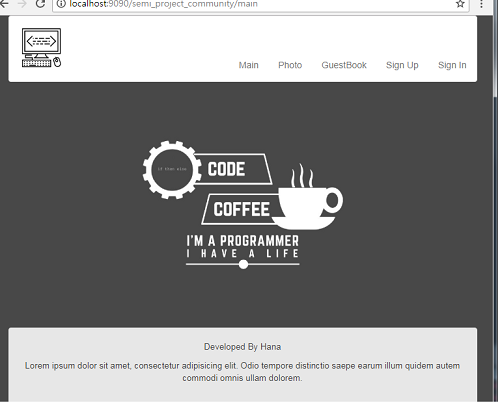 localhost:9090/semi_project_community/main
Main Photo GuestBook Sign Up Sign In
CODE
COFFEE
I'M A PROGRAMMER
I HAVE A LIFE
Developed By Hana
Lorem ipsum dolor sit amet, consectetur adipisicing elit. Odio tempore distinctio saepe earum illum quidem autem
commodi omnis ullam dolorem.